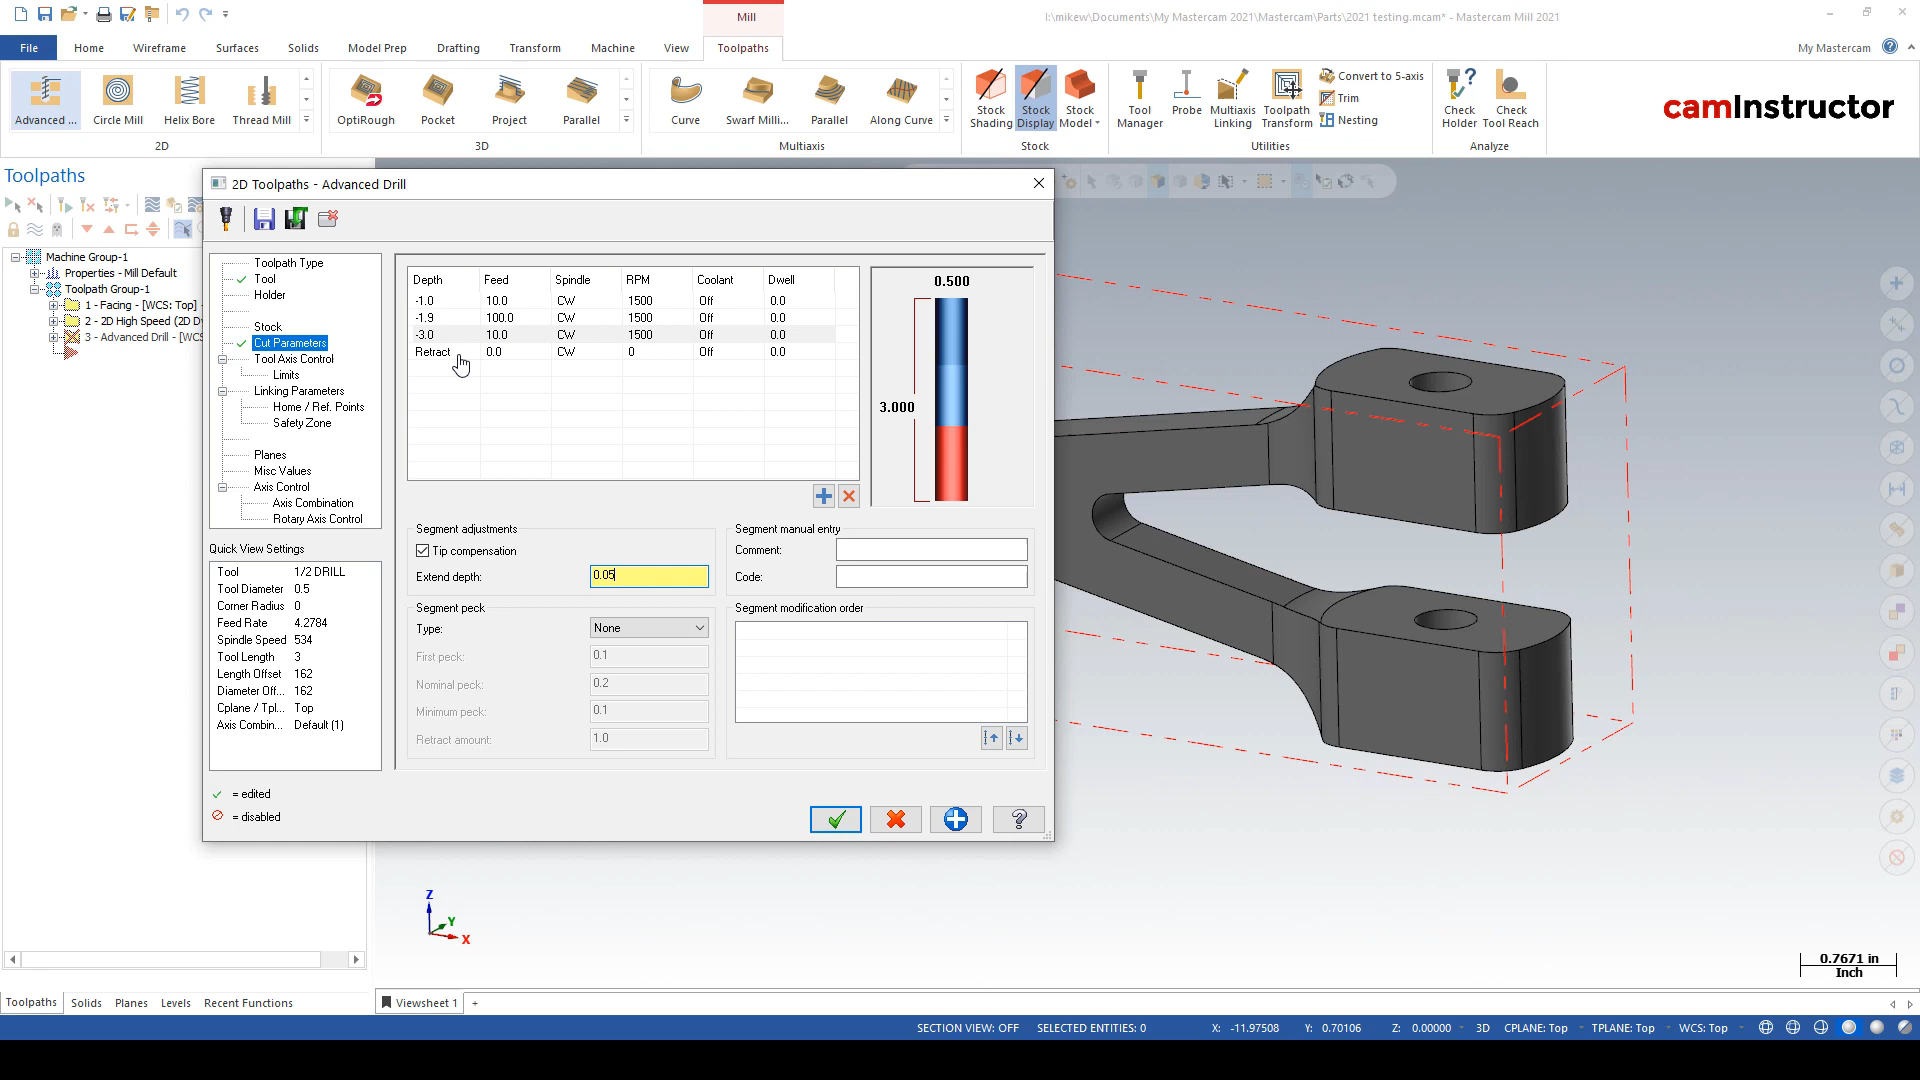 Mill
I:\mikew\Documents\My Mastercam 2021\Mastercam\Parts\2021 testing.mcam* - Mastercam Mill 2021
File Home Wireframe Surfaces Solids Model Prep Drafting Transform Machine View Toolpaths My Mastercam
Advanced ... Circle Mill Helix Bore Thread Mill
2D
OptiRough Pocket Project Parallel
3D
Curve Swarf Milli... Parallel Along Curve
Multiaxis
Stock Shading Stock Display Stock Model
Stock
Tool Manager Probe Multiaxis Linking Toolpath Transform
Convert to 5-axis
Trim
Nesting
Utilities
Check Holder Check Tool Reach
Analyze
camInstructor
Toolpaths
Machine Group-1
Properties - Mill Default
Toolpath Group-1
1 - Facing - [WCS: Top] -
2 - 2D High Speed (2D Dy
3 - Advanced Drill - [WCS
2D Toolpaths - Advanced Drill
Toolpath Type
Tool
Holder
Stock
Cut Parameters
Tool Axis Control
Limits
Linking Parameters
Home / Ref. Points
Safety Zone
Planes
Misc Values
Axis Control
Axis Combination
Rotary Axis Control
Quick View Settings
Tool 1/2 DRILL
Tool Diameter 0.5
Corner Radius 0
Feed Rate 4.2784
Spindle Speed 534
Tool Length 3
Length Offset 162
Diameter Off... 162
Cplane / Tpl... Top
Axis Combin... Default (1)
= edited
= disabled
Depth Feed Spindle RPM Coolant Dwell
-1.0 10.0 CW 1500 Off 0.0
-1.9 100.0 CW 1500 Off 0.0
-3.0 10.0 CW 1500 Off 0.0
Retract 0.0 CW 0 Off 0.0
0.500
3.000
Segment adjustments
Tip compensation
Extend depth: 0.05
Segment manual entry
Comment:
Code:
Segment peck
Type: None
First peck: 0.1
Nominal peck: 0.2
Minimum peck: 0.1
Retract amount: 1.0
Segment modification order
Z
Y
X
0.7671 in
Inch
Toolpaths Solids Planes Levels Recent Functions
Viewsheet 1 +
SECTION VIEW: OFF SELECTED ENTITIES: 0 X: -11.97508 Y: 0.70106 Z: 0.00000 3D CPLANE: Top TPLANE: Top WCS: Top